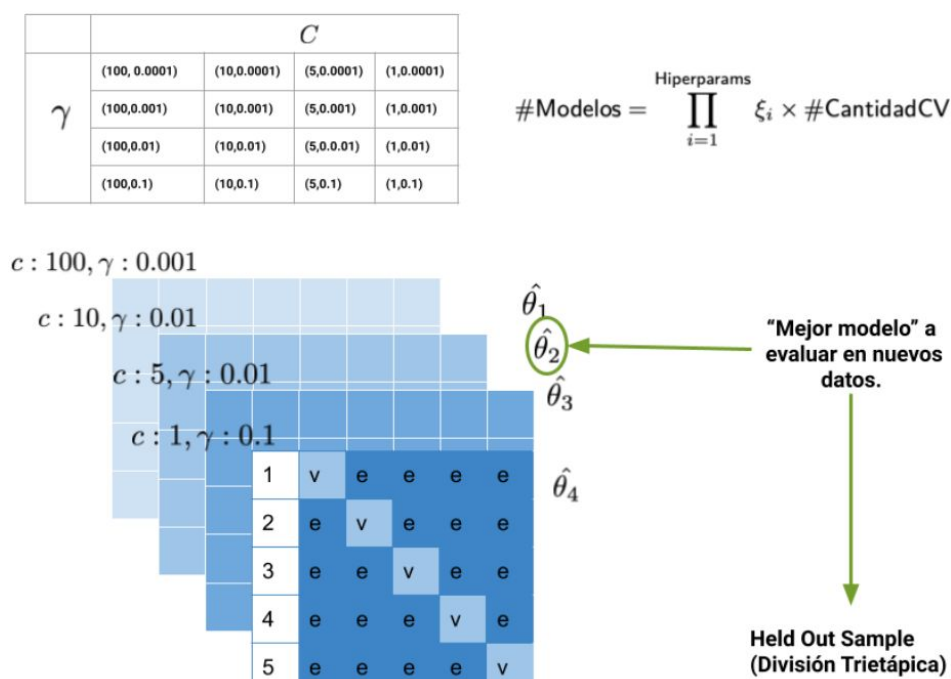 C
γ
(100, 0.0001) (10,0.0001) (5,0.0001) (1,0.0001)
(100,0.001) (10,0.001) (5,0.001) (1,0.001)
(100,0.01) (10,0.01) (5,0.0.01) (1,0.01)
(100,0.1) (10,0.1) (5,0.1) (1,0.1)
#Modelos = ∏ ξi × #CantidadCV
Hiperparams
i=1
c : 100, γ : 0.001
c : 10, γ : 0.01
c : 5, γ : 0.01
c : 1, γ : 0.1
1 v e e e e
2 e v e e e
3 e e v e e
4 e e e v e
5 e e e e v
θ̂1
θ̂2
θ̂3
θ̂4
“Mejor modelo” a
evaluar en nuevos
datos.
Held Out Sample
(División Trietápica)